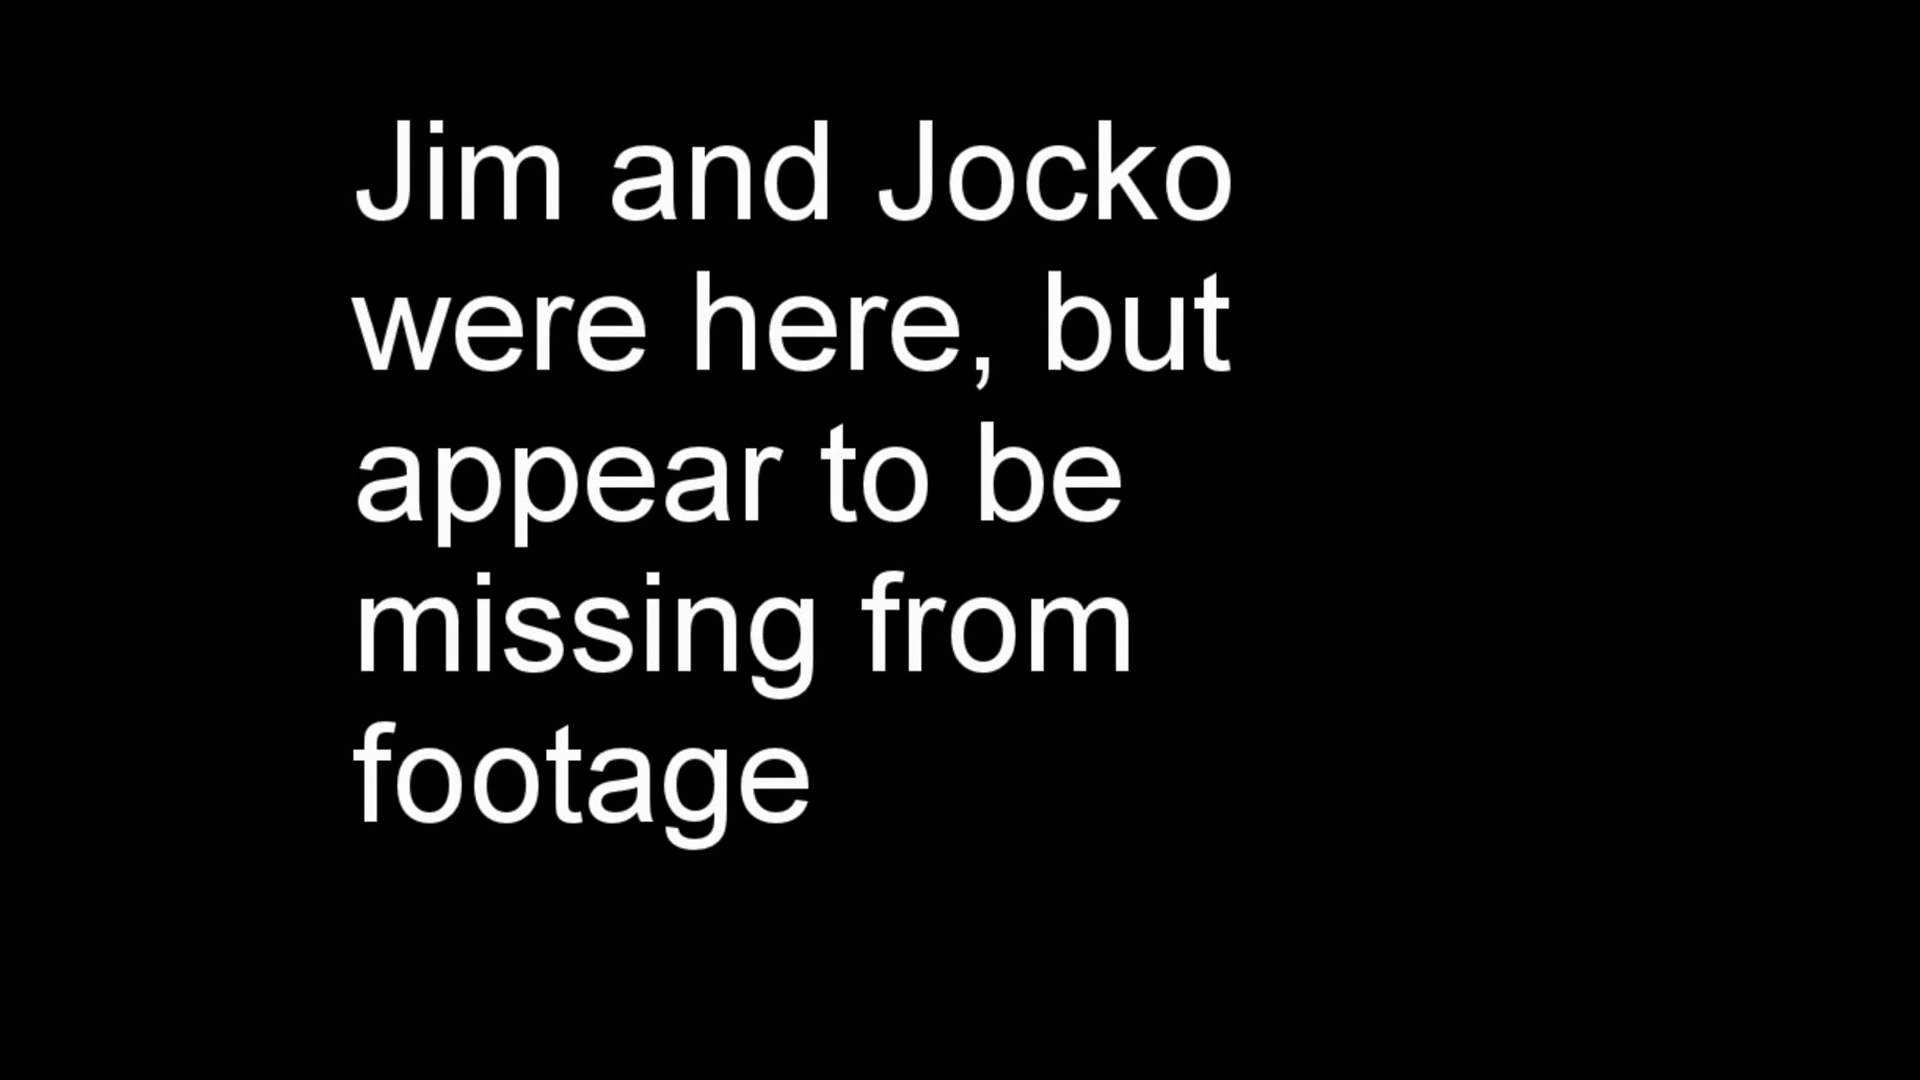 Jim and Jocko
were here, but
appear to be
missing from
footage